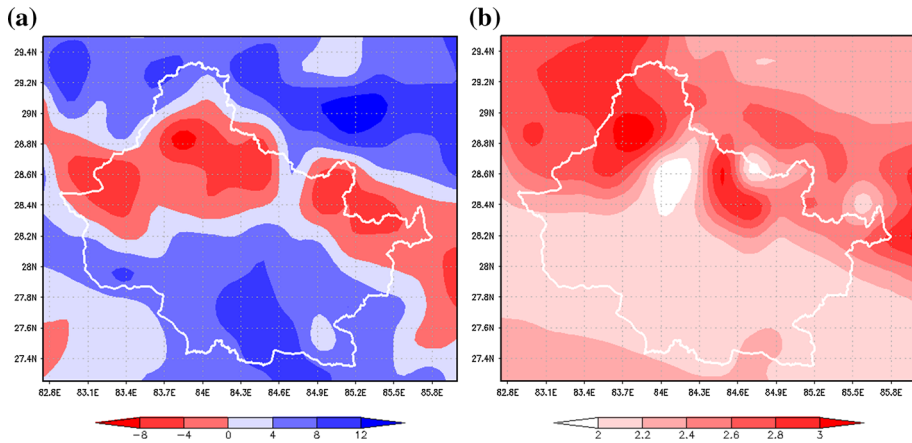 (a) (b)
29.4N 29.4N
29.2N 29.2N
29N 29N
28.8N 28.8N
28.6N 28.6N
28.4N 28.4N
28.2N 28.2N
28N 28N
27.8N 27.8N
27.6N 27.6N
27.4N 27.4N
82.8E 83.1E 83.4E 83.7E 84E 84.3E 84.6E 84.9E 85.2E 85.5E 85.8E 82.8E 83.1E 83.4E 83.7E 84E 84.3E 84.6E 84.9E 85.2E 85.5E 85.8E
−8 −4 0 4 8 12 2 2.2 2.4 2.6 2.8 3